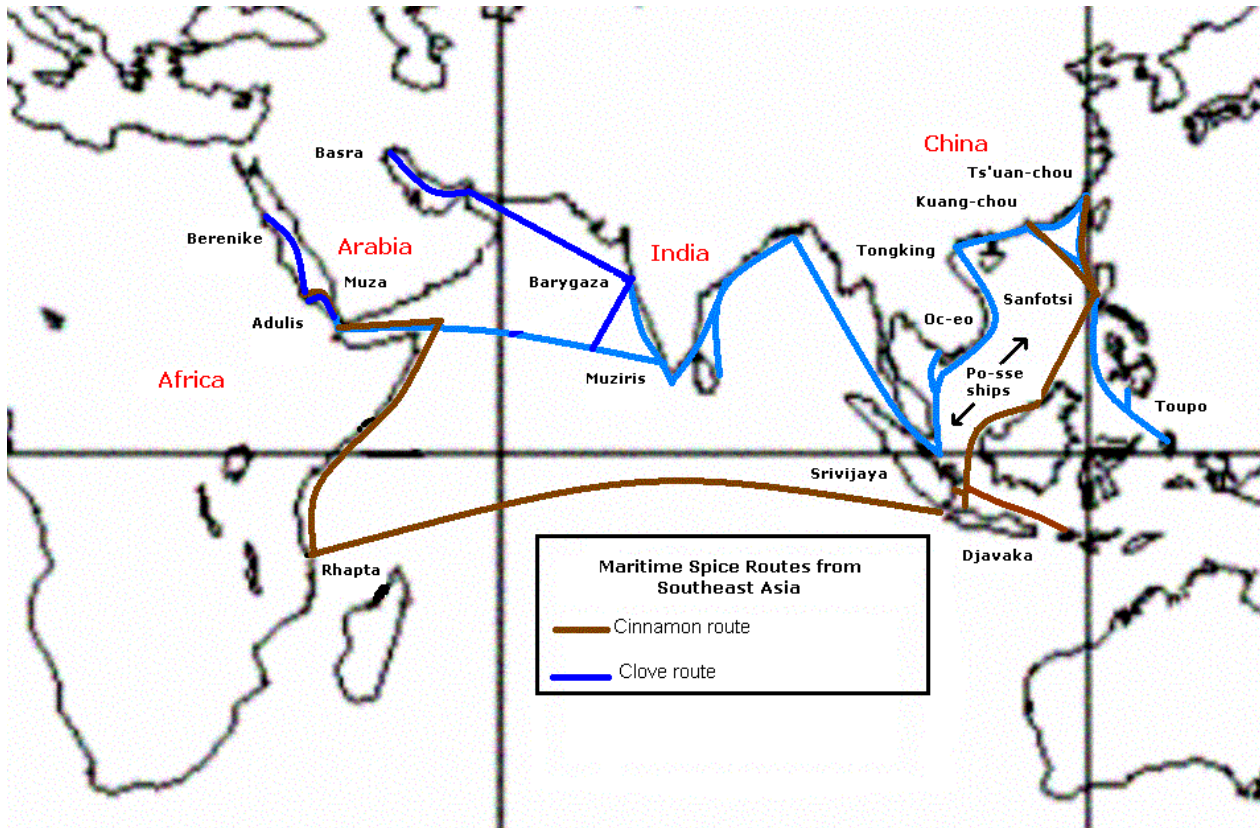 China
Ts'uan-chou
Basra
Kuang-chou
Berenike
Arabia
India
Tongking
Muza
Barygaza
Sanfotsi
Adulis
Oc-eo
Africa
Muziris
Po-sse
ships
Toupo
Srivijaya
Djavaka
Rhapta
Maritime Spice Routes from
Southeast Asia
Cinnamon route
Clove route